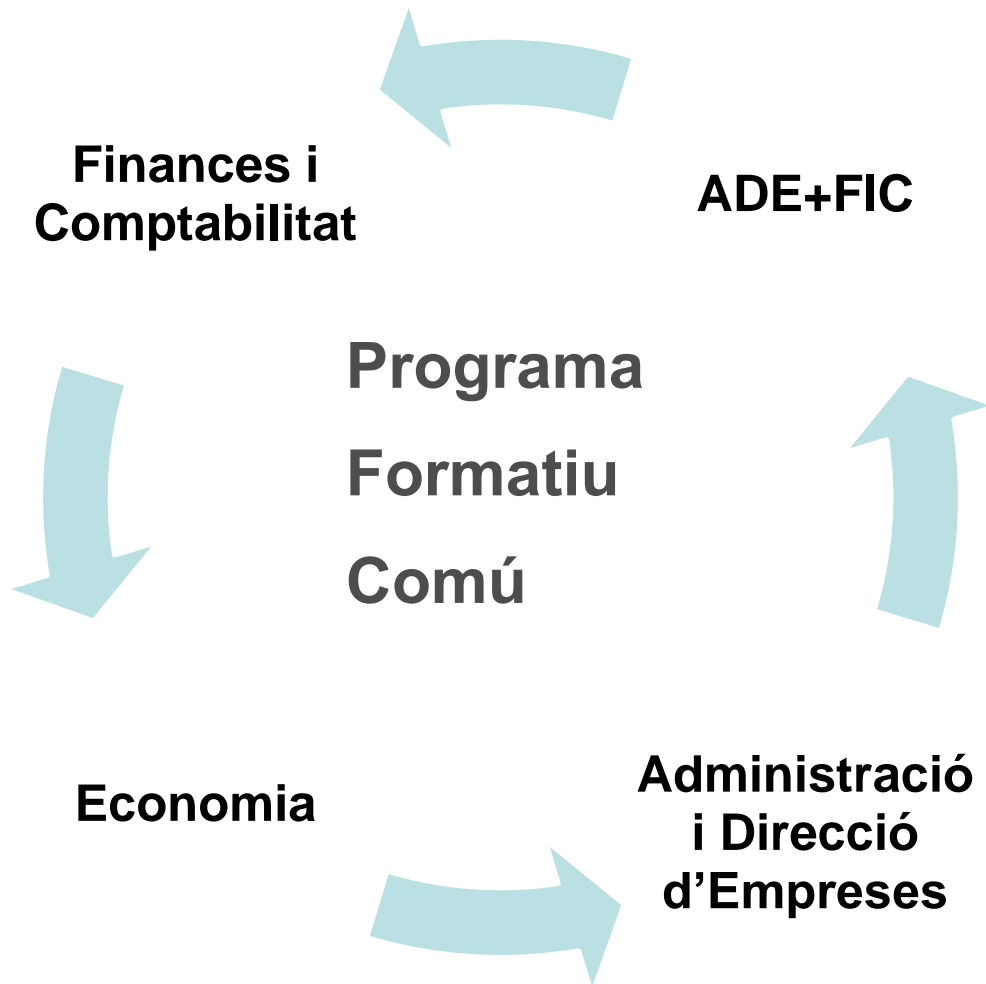 Finances i
Comptabilitat
ADE+FIC
Programa
Formatiu
Comú
Economia
Administració
i Direcció
d’Empreses